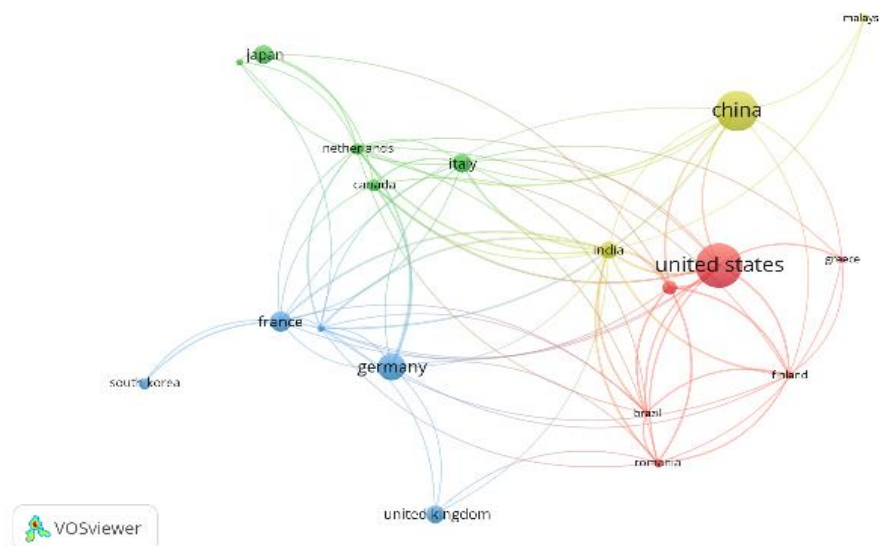 malays
japan
china
netherlands
italy
canada
india
united states
greece
france
germany
finland
south korea
brazil
romania
united kingdom
VOSviewer